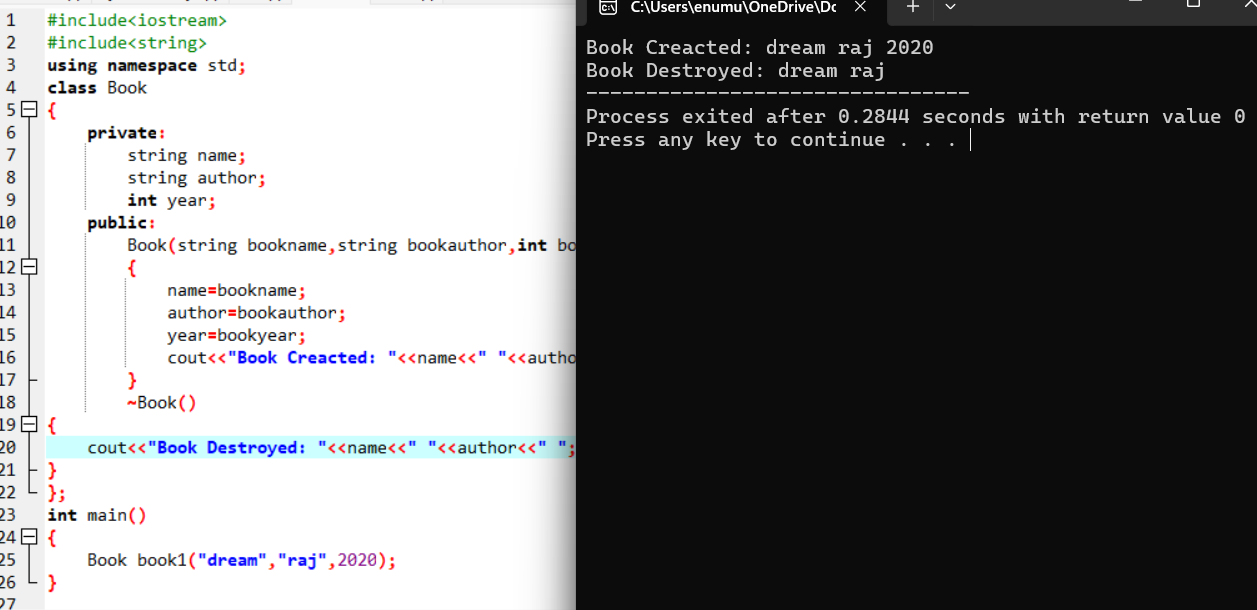 1 #include<iostream>
2 #include<string>
3 using namespace std;
4 class Book
5 {
6 private:
7 string name;
8 string author;
9 int year;
10 public:
11 Book(string bookname,string bookauthor,int bo
12 {
13 name=bookname;
14 author=bookauthor;
15 year=bookyear;
16 cout<<"Book Creacted: "<<name<<" "<<autho
17 }
18 ~Book()
19 {
20 cout<<"Book Destroyed: "<<name<<" "<<author<<" ";
21 }
22 };
23 int main()
24 {
25 Book book1("dream","raj",2020);
26 }
27
C:\Users\enumu\OneDrive\Dc
Book Creacted: dream raj 2020
Book Destroyed: dream raj
--------------------------------
Process exited after 0.2844 seconds with return value 0
Press any key to continue . . .